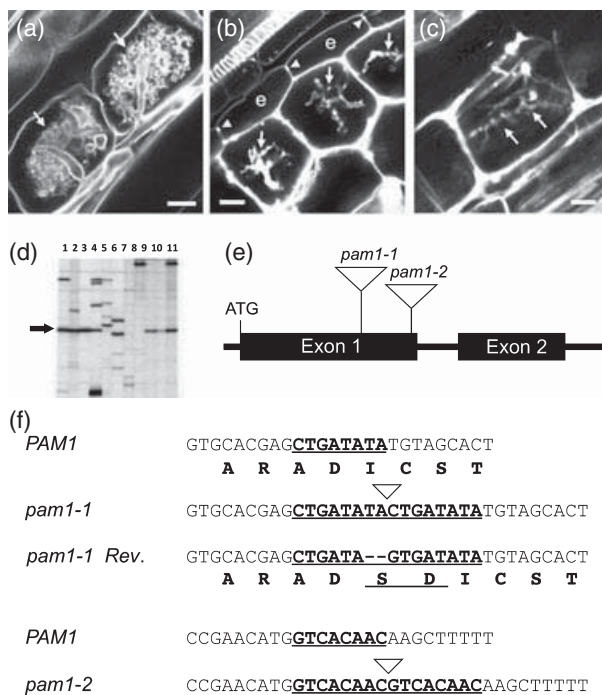 (a)
(b)
(c)
e
e
(d)
1 2 3 4 5 6 7 8 9 10 11
(e)
pam1-1
pam1-2
ATG
Exon 1
Exon 2
(f)
PAM1 GTGCACGAGCTGATATATGTAGCACT
A R A D I C S T
pam1-1 GTGCACGAGCTGATATACTGATATATGTAGCACT
pam1-1 Rev. GTGCACGAGCTGATA--GTGATATATGTAGCACT
A R A D S D I C S T
PAM1 CCGAACATGGTCACAACAAGCTTTTT
pam1-2 CCGAACATGGTCACAACGTCACAACAAGCTTTTT